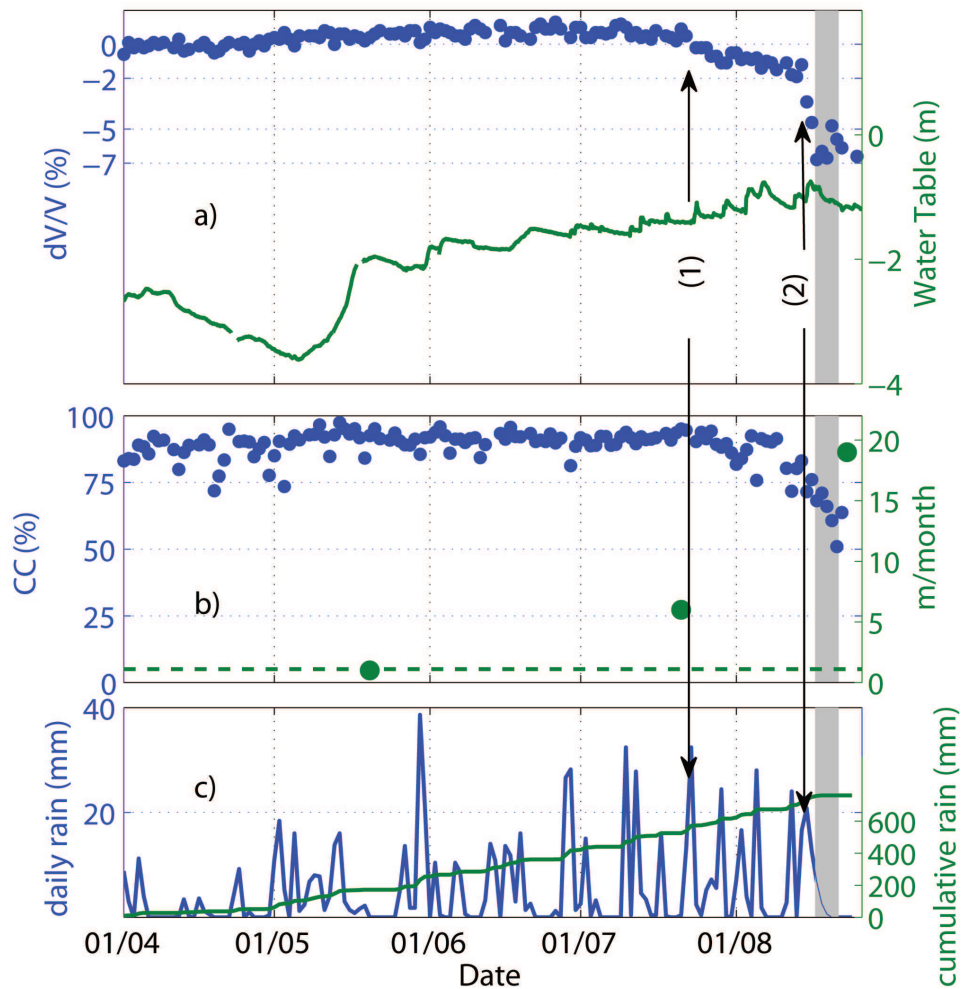 0
−2
−5
−7
dV/V (%)
a)
0
−2
−4
Water Table (m)
(1)
(2)
100
75
50
25
0
CC (%)
b)
20
15
10
5
0
m/month
40
20
daily rain (mm)
c)
600
400
200
0
cumulative rain (mm)
01/04 01/05 01/06 01/07 01/08
Date